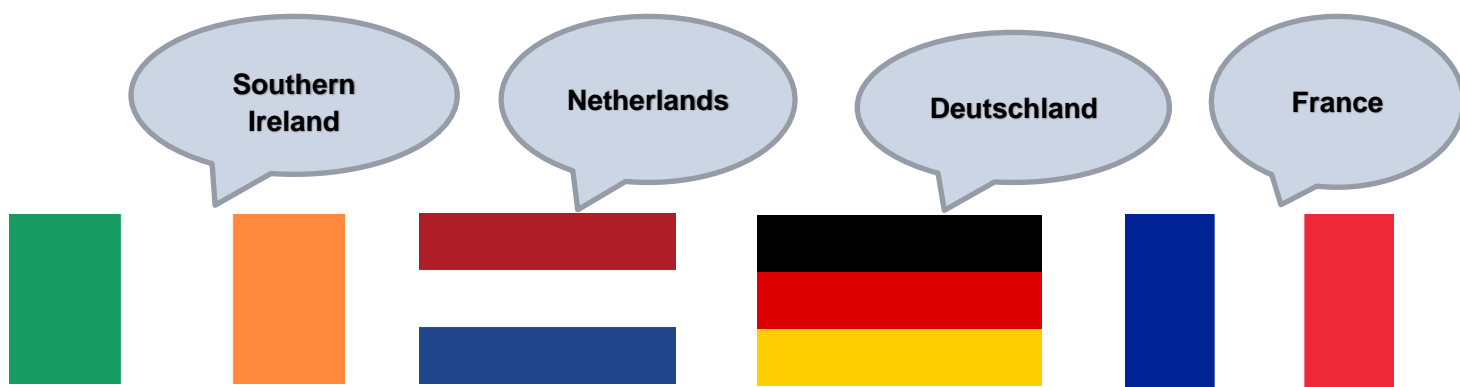 Southern
Ireland
Netherlands
Deutschland
France